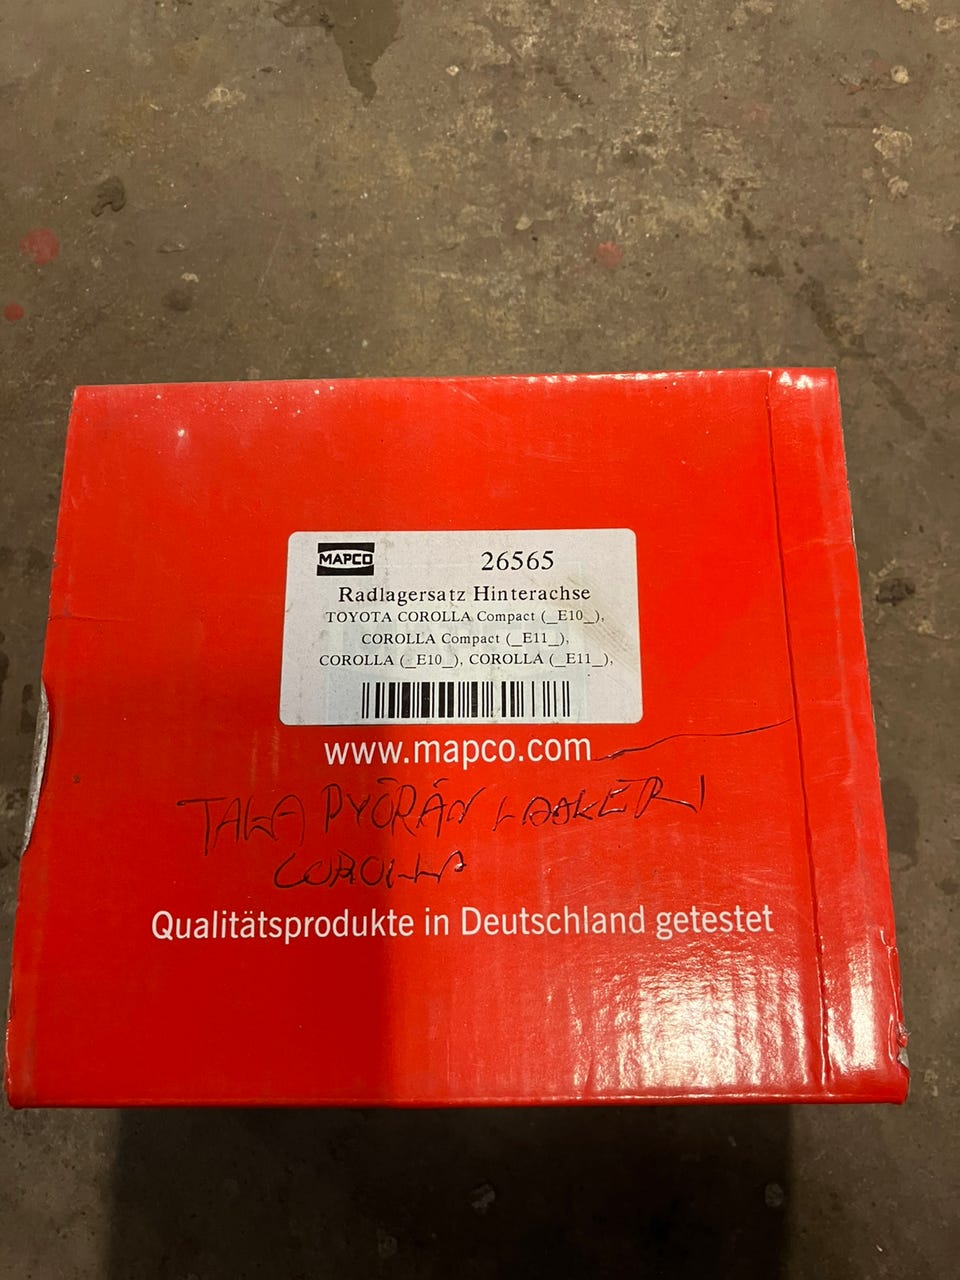 MAPCO 26565
Radlagersatz Hinterachse
TOYOTA COROLLA Compact (_E10_),
COROLLA Compact (_E11_),
COROLLA (_E10_), COROLLA (_E11_),
www.mapco.com
TAKA PYÖRÄN LAAKERI
COROLLA
Qualitätsprodukte in Deutschland getestet